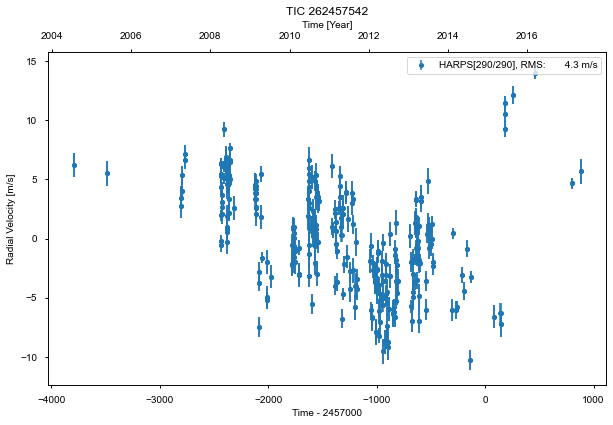 TIC 262457542
Time [Year]
2004 2006 2008 2010 2012 2014 2016
HARPS[290/290], RMS: 4.3 m/s
15
10
5
0
−5
−10
Radial Velocity [m/s]
−4000 −3000 −2000 −1000 0 1000
Time - 2457000